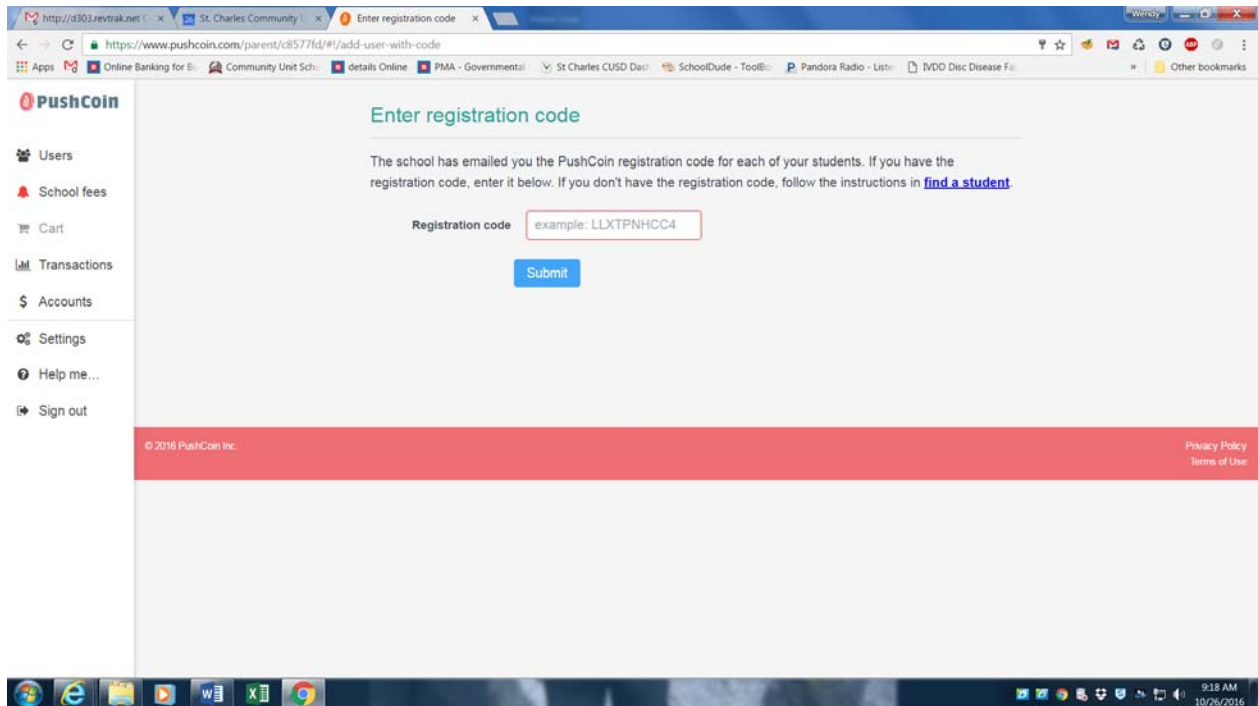 http://d303.revtrak.net
St. Charles Community
Enter registration code
Wendy
https://www.pushcoin.com/parent/c8577fd/#!/add-user-with-code
Apps
Online Banking for
Community Unit
details Online
PMA - Governmental
St Charles CUSD
SchoolDude -
Pandora Radio -
IVDD Disc Disease
»
Other bookmarks
PushCoin
Users
School fees
Cart
Transactions
Accounts
Settings
Help me...
Sign out
Enter registration code
The school has emailed you the PushCoin registration code for each of your students. If you have the
registration code, enter it below. If you don't have the registration code, follow the instructions in find a student.
Registration code
example: LLXTPNHCC4
Submit
© 2016 PushCoin Inc.
Privacy Policy
Terms of Use
9:18 AM
10/26/2016